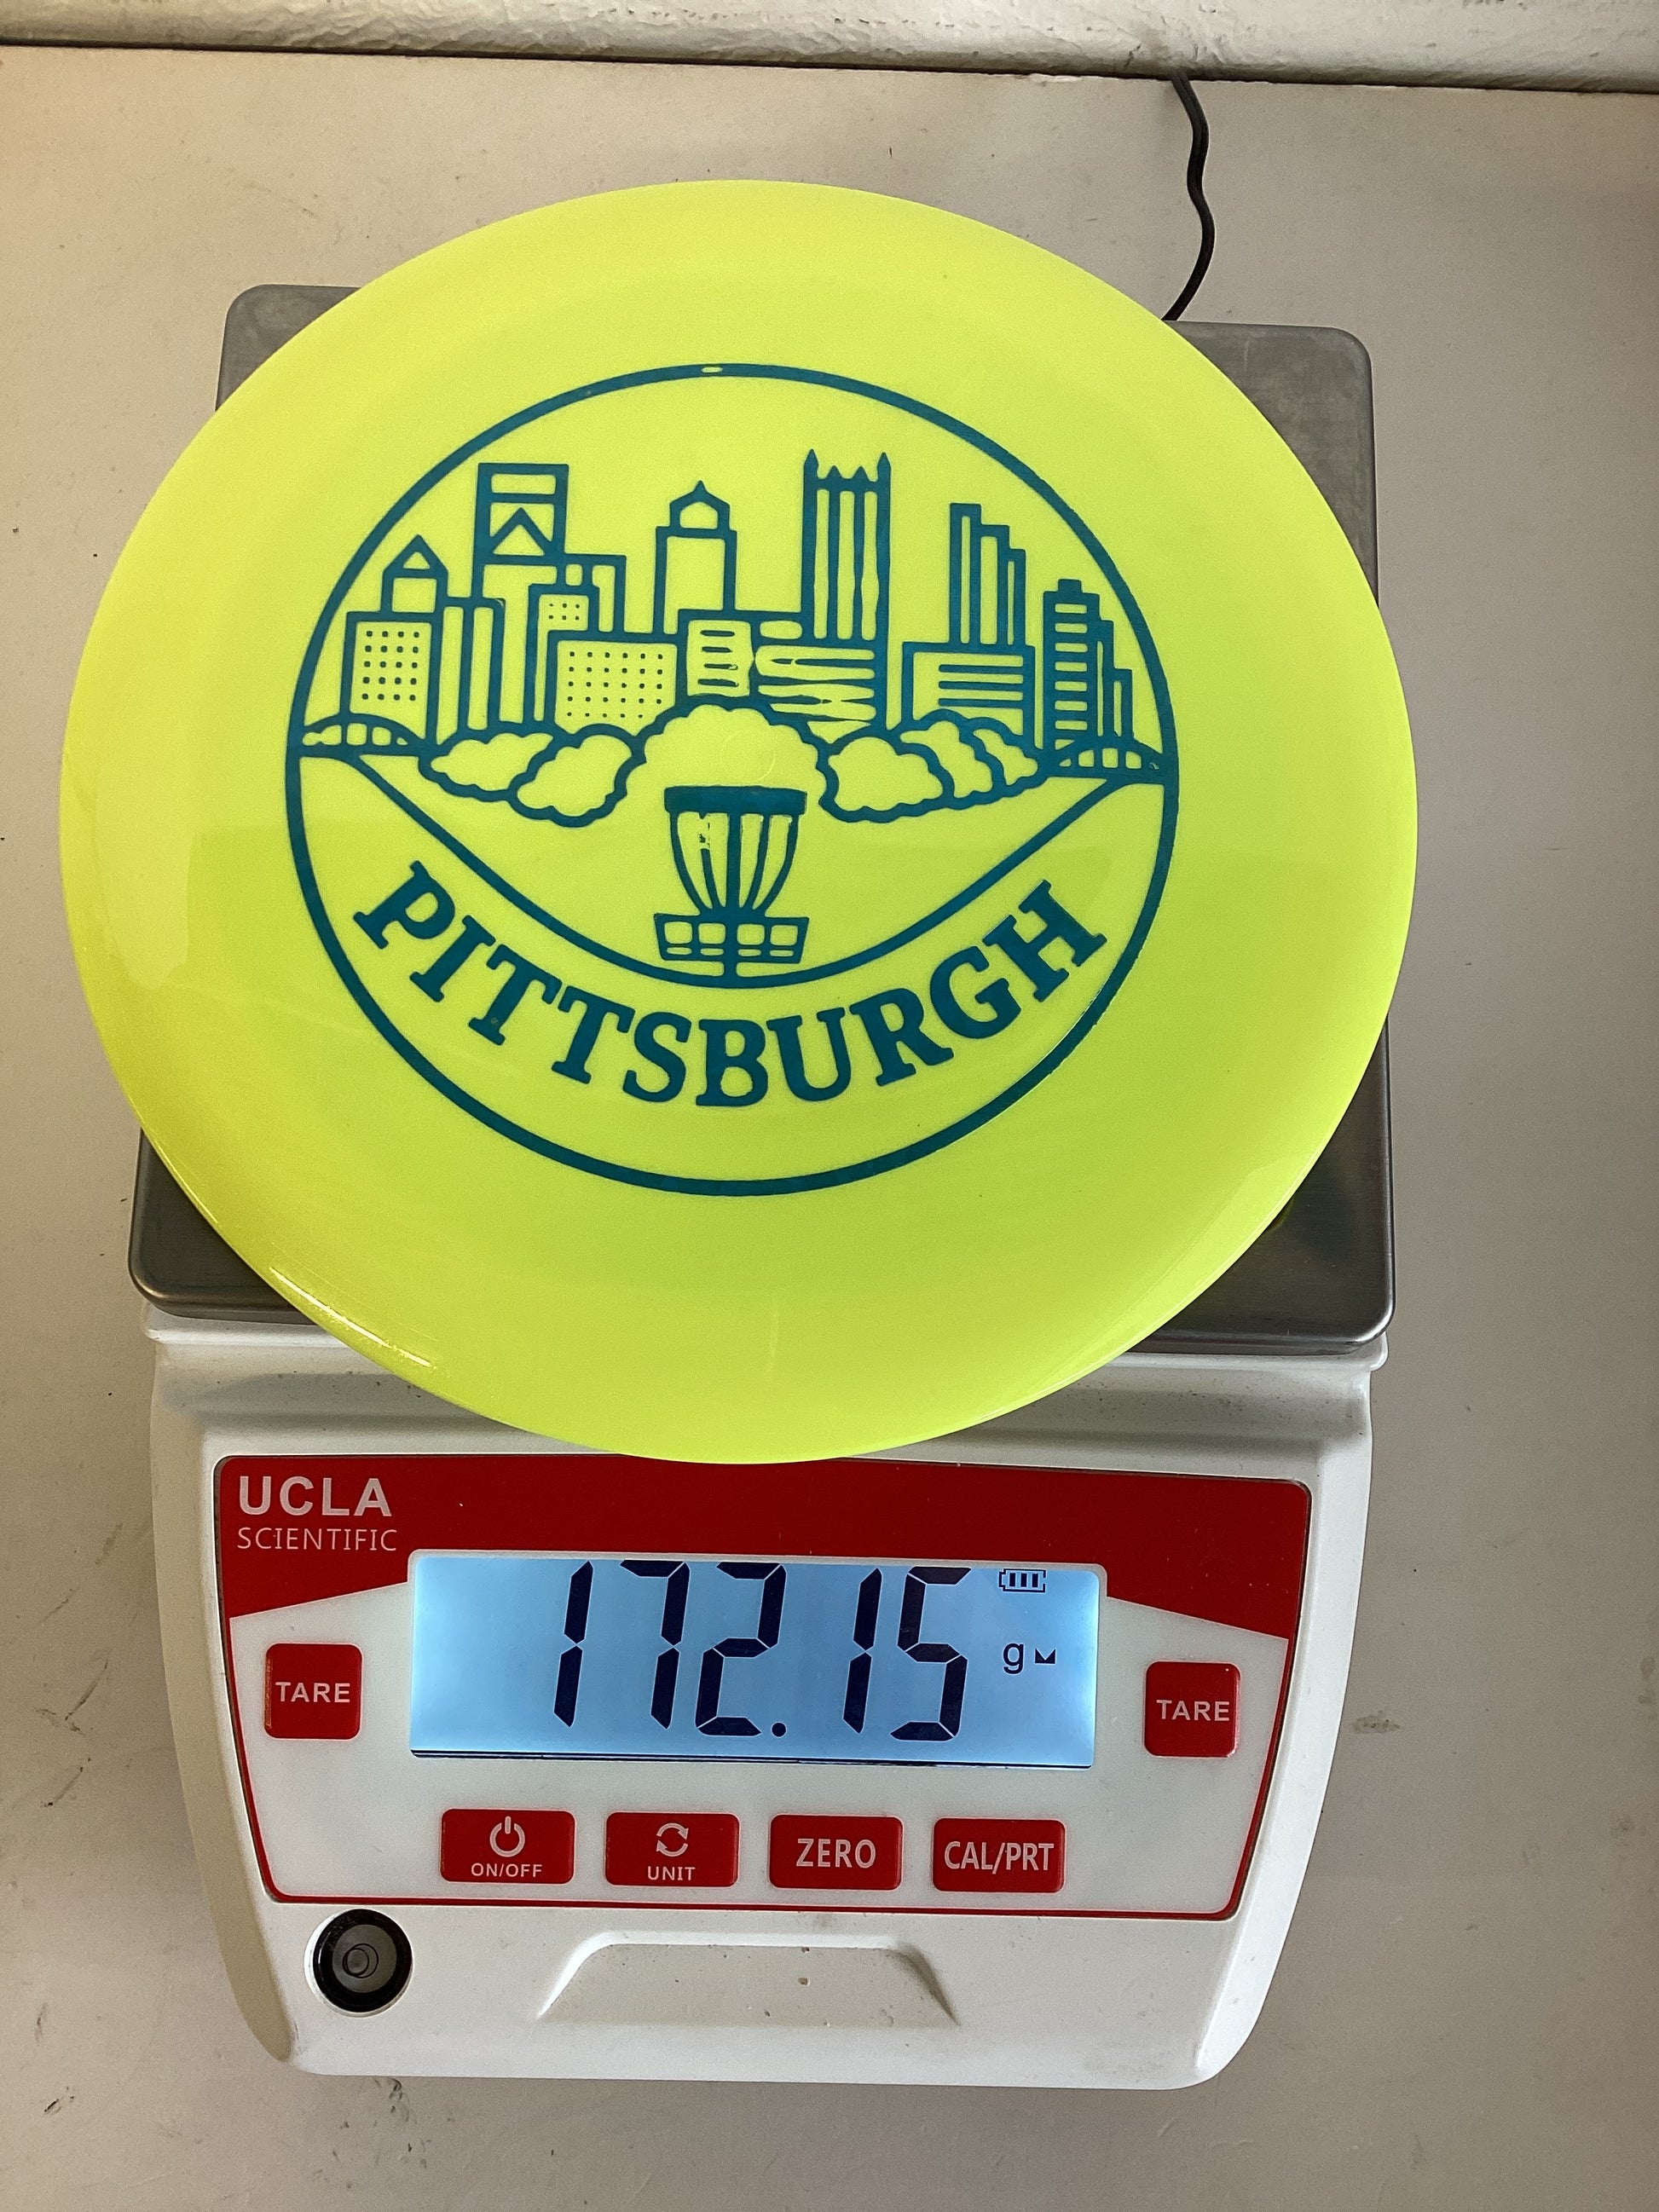 PITTSBURGH
UCLA
SCIENTIFIC
172.15 g
TARE
TARE
ON/OFF
UNIT
ZERO
CAL/PRT